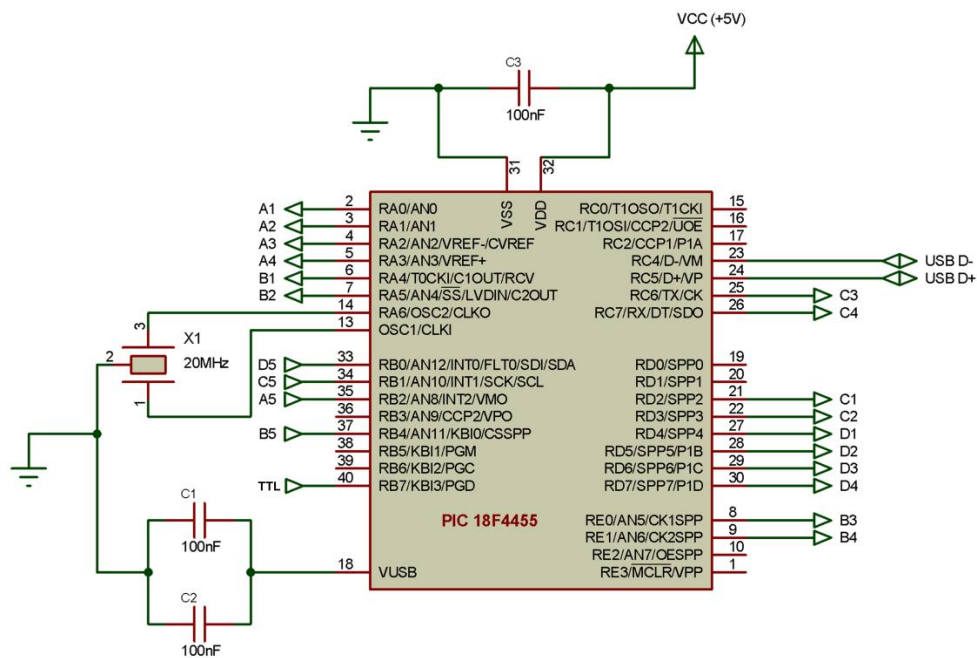 VCC (+5V)
C3
100nF
31
32
VSS
VDD
A1 2 RA0/AN0 RC0/T1OSO/T1CKI 15
A2 3 RA1/AN1 RC1/T1OSI/CCP2/UOE 16
A3 4 RA2/AN2/VREF-/CVREF RC2/CCP1/P1A 17
A4 5 RA3/AN3/VREF+ RC4/D-/VM 23 USB D-
B1 6 RA4/T0CKI/C1OUT/RCV RC5/D+/VP 24 USB D+
B2 7 RA5/AN4/SS/LVDIN/C2OUT RC6/TX/CK 25 C3
14 RA6/OSC2/CLKO RC7/RX/DT/SDO 26 C4
13 OSC1/CLKI
3
X1
2
20MHz
1
D5 33 RB0/AN12/INT0/FLT0/SDI/SDA RD0/SPP0 19
C5 34 RB1/AN10/INT1/SCK/SCL RD1/SPP1 20
A5 35 RB2/AN8/INT2/VMO RD2/SPP2 21 C1
36 RB3/AN9/CCP2/VPO RD3/SPP3 22 C2
B5 37 RB4/AN11/KBI0/CSSPP RD4/SPP4 27 D1
38 RB5/KBI1/PGM RD5/SPP5/P1B 28 D2
39 RB6/KBI2/PGC RD6/SPP6/P1C 29 D3
TTL 40 RB7/KBI3/PGD RD7/SPP7/P1D 30 D4
PIC 18F4455
RE0/AN5/CK1SPP 8 B3
RE1/AN6/CK2SPP 9 B4
RE2/AN7/OESPP 10
18 VUSB RE3/MCLR/VPP 1
C1
100nF
C2
100nF